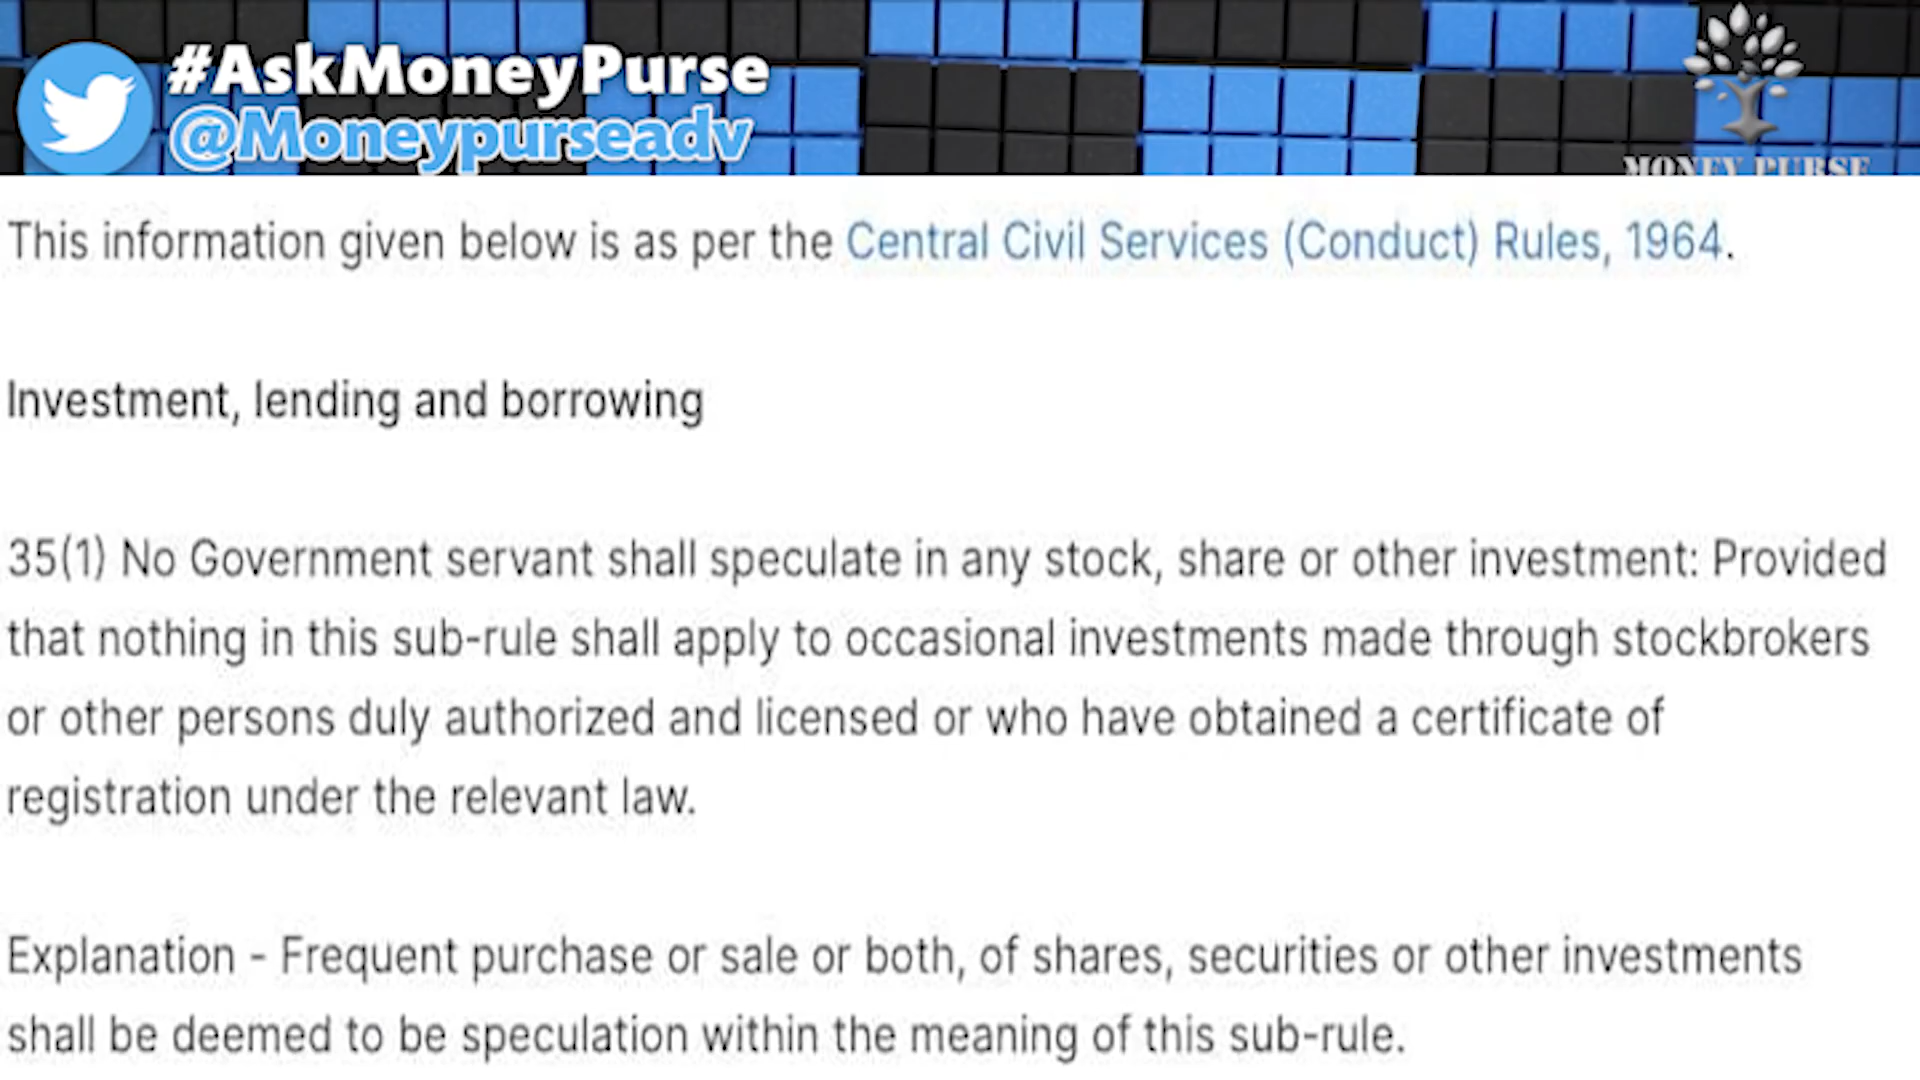 #AskMoneyPurse
@Moneypurseadv
MONEY PURSE
This information given below is as per the Central Civil Services (Conduct) Rules, 1964.
Investment, lending and borrowing
35(1) No Government servant shall speculate in any stock, share or other investment: Provided
that nothing in this sub-rule shall apply to occasional investments made through stockbrokers
or other persons duly authorized and licensed or who have obtained a certificate of
registration under the relevant law.
Explanation - Frequent purchase or sale or both, of shares, securities or other investments
shall be deemed to be speculation within the meaning of this sub-rule.